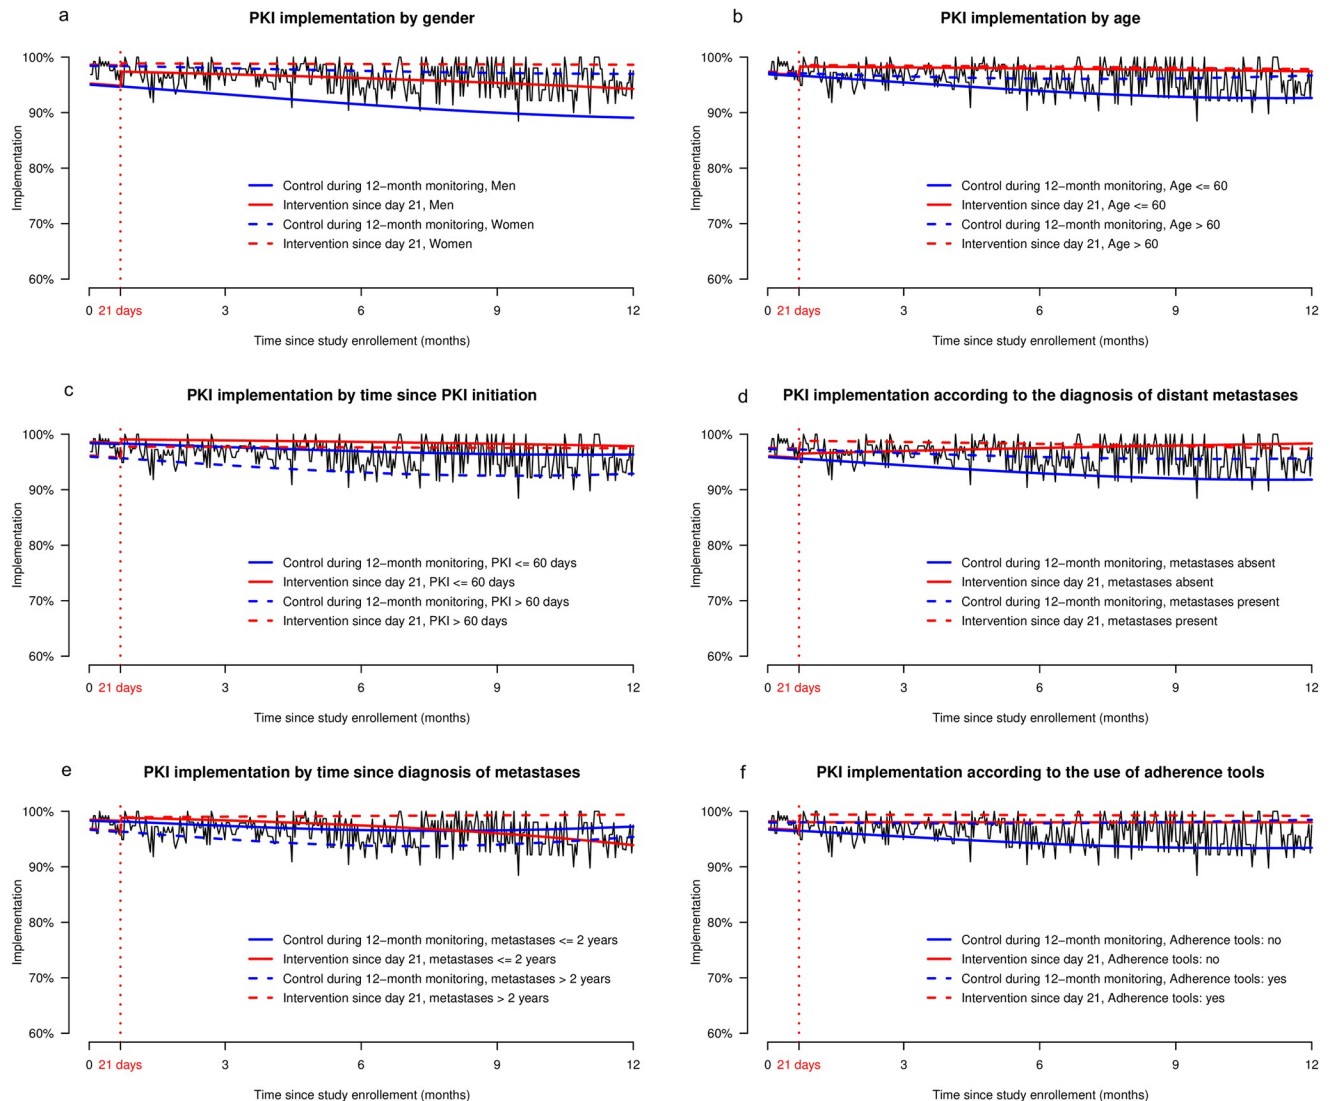 a
PKI implementation by gender
100%
90%
80%
70%
60%
Implementation
Control during 12−month monitoring, Men
Intervention since day 21, Men
Control during 12−month monitoring, Women
Intervention since day 21, Women
0 21 days 3 6 9 12
Time since study enrollement (months)
b
PKI implementation by age
100%
90%
80%
70%
60%
Implementation
Control during 12−month monitoring, Age <= 60
Intervention since day 21, Age <= 60
Control during 12−month monitoring, Age > 60
Intervention since day 21, Age > 60
0 21 days 3 6 9 12
Time since study enrollement (months)
c
PKI implementation by time since PKI initiation
100%
90%
80%
70%
60%
Implementation
Control during 12−month monitoring, PKI <= 60 days
Intervention since day 21, PKI <= 60 days
Control during 12−month monitoring, PKI > 60 days
Intervention since day 21, PKI > 60 days
0 21 days 3 6 9 12
Time since study enrollement (months)
d
PKI implementation according to the diagnosis of distant metastases
100%
90%
80%
70%
60%
Implementation
Control during 12−month monitoring, metastases absent
Intervention since day 21, metastases absent
Control during 12−month monitoring, metastases present
Intervention since day 21, metastases present
0 21 days 3 6 9 12
Time since study enrollement (months)
e
PKI implementation by time since diagnosis of metastases
100%
90%
80%
70%
60%
Implementation
Control during 12−month monitoring, metastases <= 2 years
Intervention since day 21, metastases <= 2 years
Control during 12−month monitoring, metastases > 2 years
Intervention since day 21, metastases > 2 years
0 21 days 3 6 9 12
Time since study enrollement (months)
f
PKI implementation according to the use of adherence tools
100%
90%
80%
70%
60%
Implementation
Control during 12−month monitoring, Adherence tools: no
Intervention since day 21, Adherence tools: no
Control during 12−month monitoring, Adherence tools: yes
Intervention since day 21, Adherence tools: yes
0 21 days 3 6 9 12
Time since study enrollement (months)